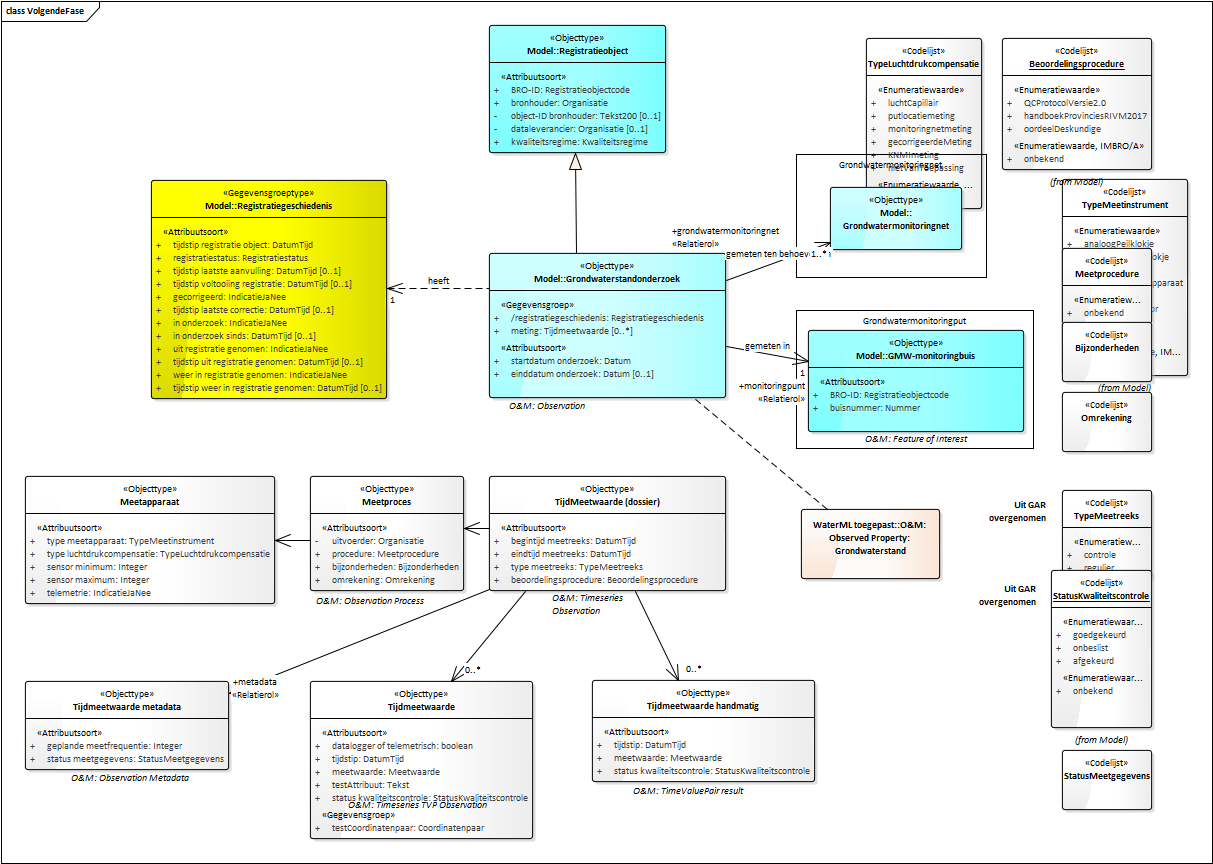 class VolgendeFase
«Objecttype»
Model::Registratieobject
«Attribuutsoort»
+ BRO-ID: Registratieobjectcode
+ bronhouder: Organisatie
- object-ID bronhouder: Tekst200 [0..1]
- dataleverancier: Organisatie [0..1]
+ kwaliteitsregime: Kwaliteitsregime
«Codelijst»
TypeLuchtdrukcompensatie
«Enumeratiewaarde»
+ luchtCapillair
+ putlocatiemeting
+ monitoringnetmeting
+ gecorrigeerdeMeting
+ KNMImeting
+ nietVanToepassing
«Enumeratiewaarde, ...
«Codelijst»
Beoordelingsprocedure
«Enumeratiewaarde»
+ QCProtocolVersie2.0
+ handboekProvinciesRIVM2017
+ oordeelDeskundige
«Enumeratiewaarde, IMBRO/A»
+ onbekend
(from Model)
Grondwatermonitoringnet
«Objecttype»
Model::
Grondwatermonitoringnet
«Codelijst»
TypeMeetinstrument
«Enumeratiewaarde»
+ analoogPeilklokje
«Codelijst»
Meetprocedure
«Enumeratiew...
+ onbekend
«Codelijst»
Bijzonderheden
(from Model)
«Codelijst»
Omrekening
«Gegevensgroeptype»
Model::Registratiegeschiedenis
«Attribuutsoort»
+ tijdstip registratie object: DatumTijd
+ registratiestatus: Registratiestatus
+ tijdstip laatste aanvulling: DatumTijd [0..1]
+ tijdstip voltooiing registratie: DatumTijd [0..1]
+ gecorrigeerd: IndicatieJaNee
+ tijdstip laatste correctie: DatumTijd [0..1]
+ in onderzoek: IndicatieJaNee
+ in onderzoek sinds: DatumTijd [0..1]
+ uit registratie genomen: IndicatieJaNee
+ tijdstip uit registratie genomen: DatumTijd [0..1]
+ weer in registratie genomen: IndicatieJaNee
+ tijdstip weer in registratie genomen: DatumTijd [0..1]
heeft
1
«Objecttype»
Model::Grondwaterstandonderzoek
«Gegevensgroep»
+ /registratiegeschiedenis: Registratiegeschiedenis
+ meting: Tijdmeetwaarde [0..*]
«Attribuutsoort»
+ startdatum onderzoek: Datum
+ einddatum onderzoek: Datum [0..1]
O&M: Observation
+grondwatermonitoringnet
«Relatierol»
gemeten ten behoeve
1..*
gemeten in
1
+monitoringpunt
«Relatierol»
Grondwatermonitoringput
«Objecttype»
Model::GMW-monitoringbuis
«Attribuutsoort»
+ BRO-ID: Registratieobjectcode
+ buisnummer: Nummer
O&M: Feature of Interest
«Objecttype»
Meetapparaat
«Attribuutsoort»
+ type meetapparaat: TypeMeetinstrument
+ type luchtdrukcompensatie: TypeLuchtdrukcompensatie
+ sensor minimum: Integer
+ sensor maximum: Integer
+ telemetrie: IndicatieJaNee
«Objecttype»
Meetproces
«Attribuutsoort»
- uitvoerder: Organisatie
+ procedure: Meetprocedure
+ bijzonderheden: Bijzonderheden
+ omrekening: Omrekening
O&M: Observation Process
«Objecttype»
TijdMeetwaarde (dossier)
«Attribuutsoort»
+ begintijd meetreeks: DatumTijd
+ eindtijd meetreeks: DatumTijd
+ type meetreeks: TypeMeetreeks
+ beoordelingsprocedure: Beoordelingsprocedure
O&M: Timeseries
Observation
WaterML toegepast::O&M:
Observed Property:
Grondwaterstand
Uit GAR
overgenomen
«Codelijst»
TypeMeetreeks
«Enumeratiew...
+ controle
+ regulier
Uit GAR
overgenomen
«Codelijst»
StatusKwaliteitscontrole
«Enumeratiewaar...
+ goedgekeurd
+ onbeslist
+ afgekeurd
«Enumeratiewaar...
+ onbekend
(from Model)
«Codelijst»
StatusMeetgegevens
+metadata
«Relatierol»
0..*
0..*
«Objecttype»
Tijdmeetwaarde metadata
«Attribuutsoort»
+ geplande meetfrequentie: Integer
+ status meetgegevens: StatusMeetgegevens
O&M: Observation Metadata
«Objecttype»
Tijdmeetwaarde
«Attribuutsoort»
+ datalogger of telemetrisch: boolean
+ tijdstip: DatumTijd
+ meetwaarde: Meetwaarde
+ testAttribuut: Tekst
+ status kwaliteitscontrole: StatusKwaliteitscontrole
O&M: Timeseries TVP Observation
«Gegevensgroep»
+ testCoordinatenpaar: Coordinatenpaar
«Objecttype»
Tijdmeetwaarde handmatig
«Attribuutsoort»
+ tijdstip: DatumTijd
+ meetwaarde: Meetwaarde
+ status kwaliteitscontrole: StatusKwaliteitscontrole
O&M: TimeValuePair result